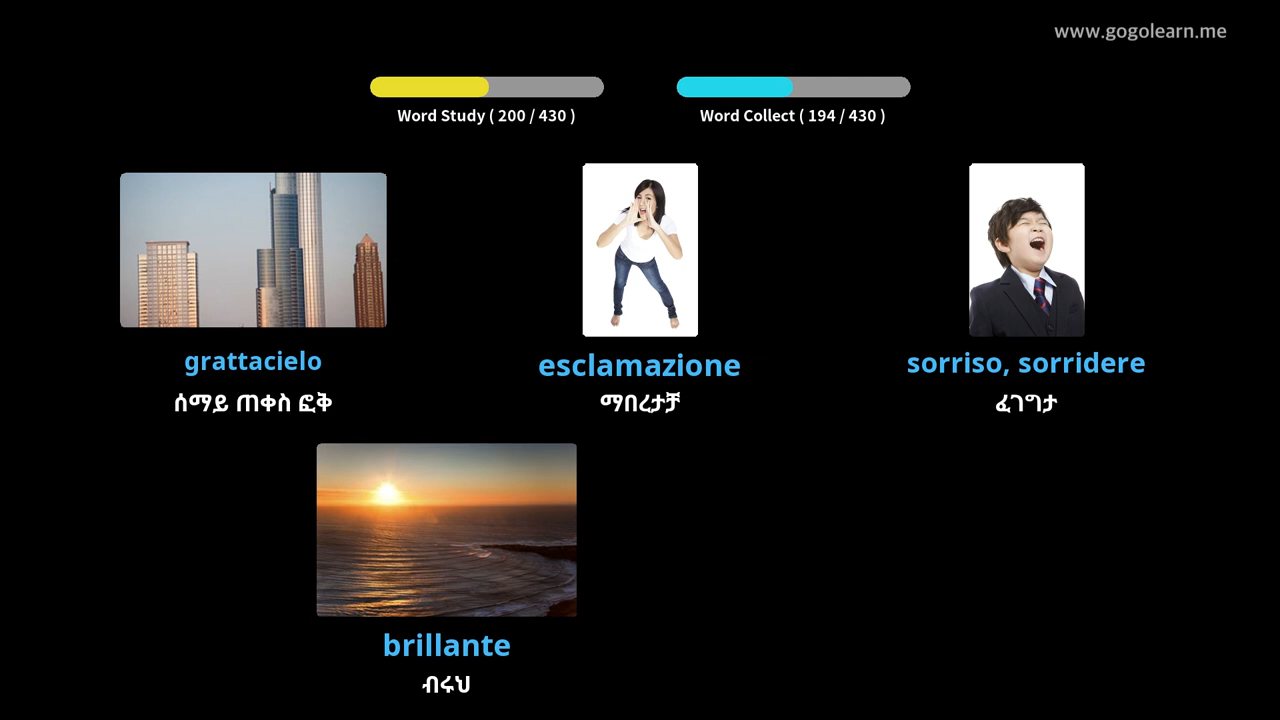 www.gogolearn.me
Word Study ( 200 / 430 )
Word Collect ( 194 / 430 )
grattacielo
esclamazione
sorriso, sorridere
ሰማይ ጠቀስ ፎቅ
ማበረታቻ
ፈገግታ
brillante
ብሩህ